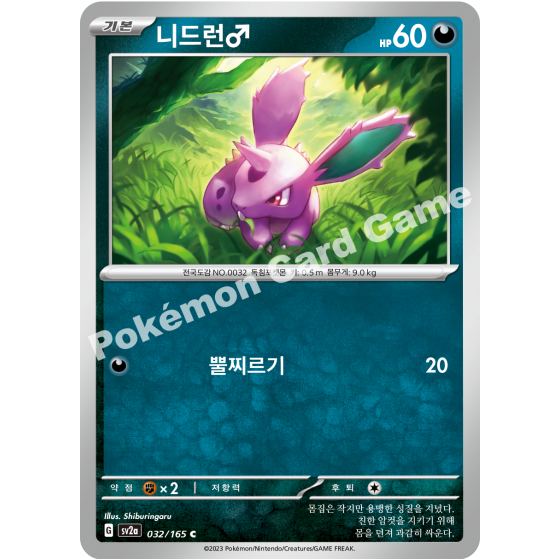 기본 니드런♂ HP 60
전국도감 NO.0032 독침포켓몬 키: 0.5m 몸무게: 9.0kg
Pokémon Card Game
뿔찌르기 20
약점 ×2 저항력 후퇴
Illus. Shiburingaru
G sv2a 032/165 C
몸집은 작지만 용맹한 성질을 지녔다.
친한 암컷을 지키기 위해
몸을 던져 과감히 싸운다.
©2023 Pokémon/Nintendo/Creatures/GAME FREAK.